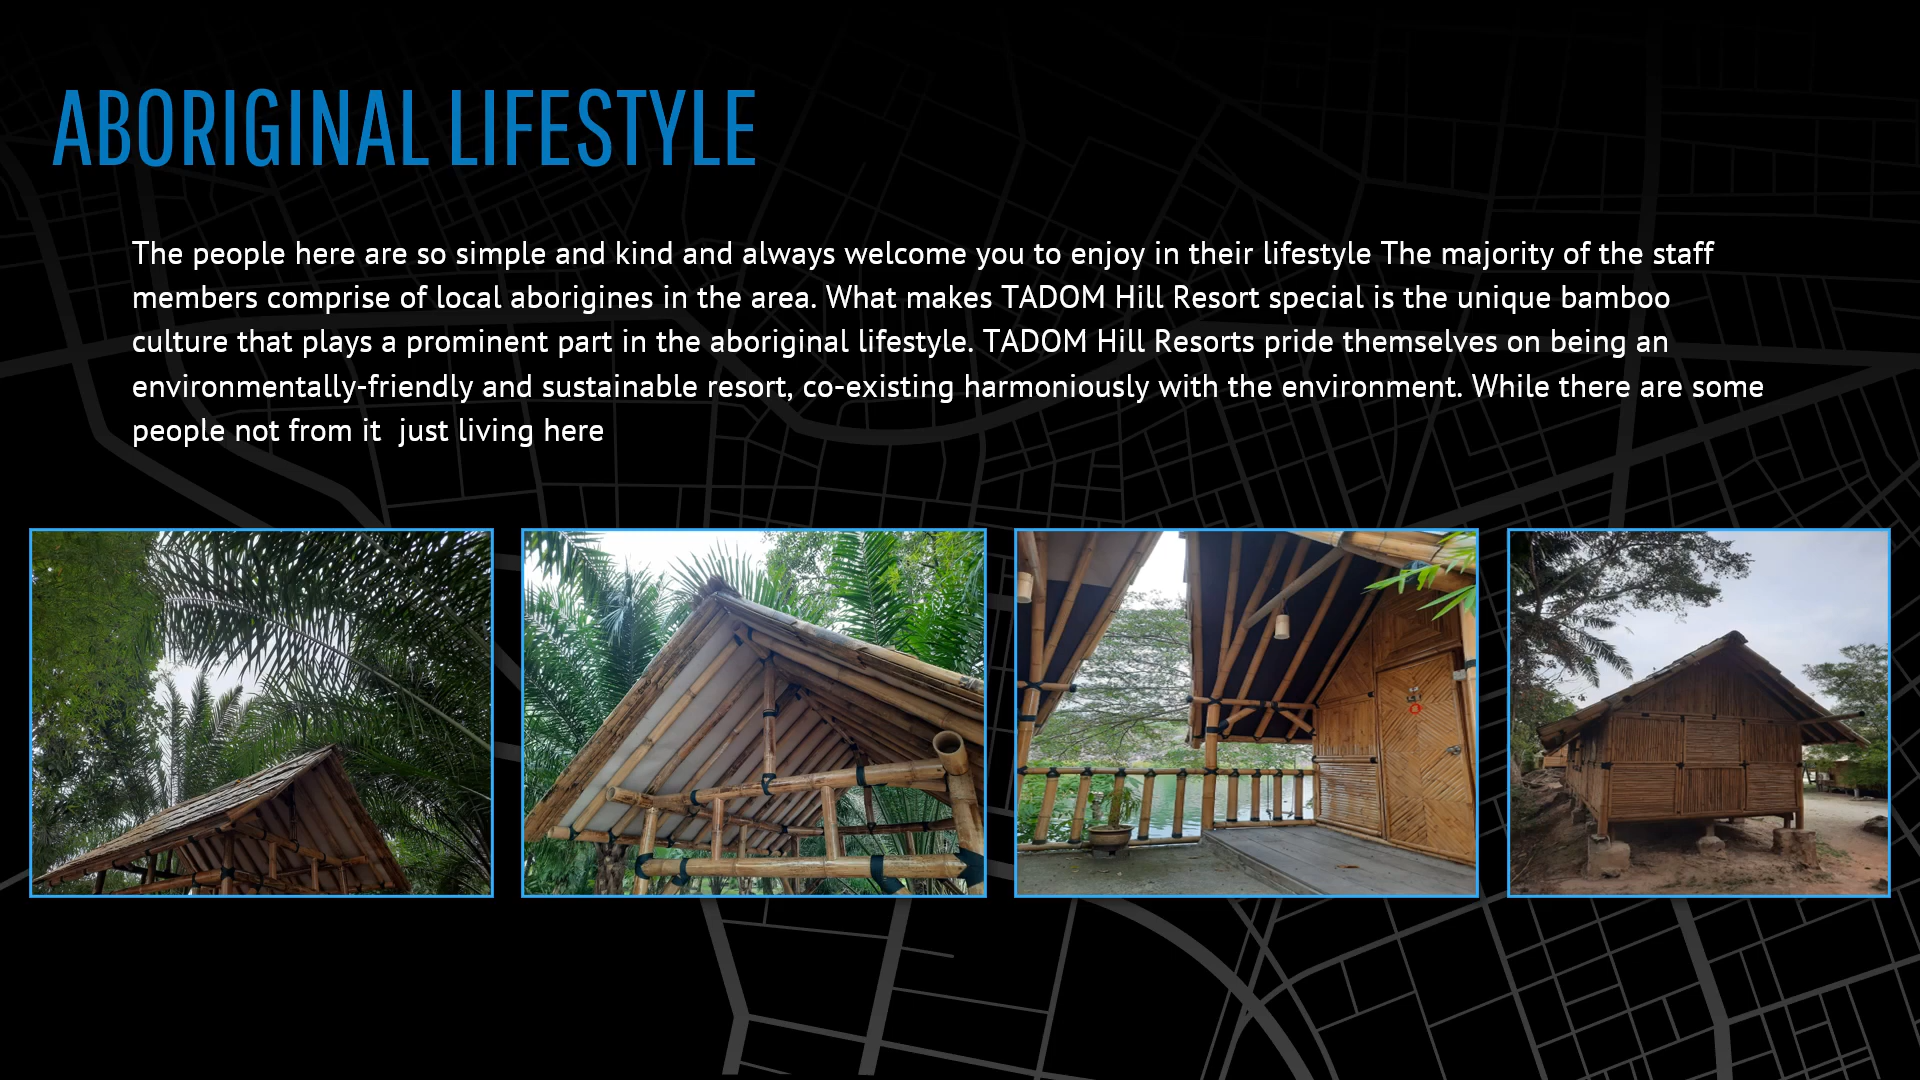 ABORIGINAL LIFESTYLE
The people here are so simple and kind and always welcome you to enjoy in their lifestyle The majority of the staff
members comprise of local aborigines in the area. What makes TADOM Hill Resort special is the unique bamboo
culture that plays a prominent part in the aboriginal lifestyle. TADOM Hill Resorts pride themselves on being an
environmentally-friendly and sustainable resort, co-existing harmoniously with the environment. While there are some
people not from it  just living here